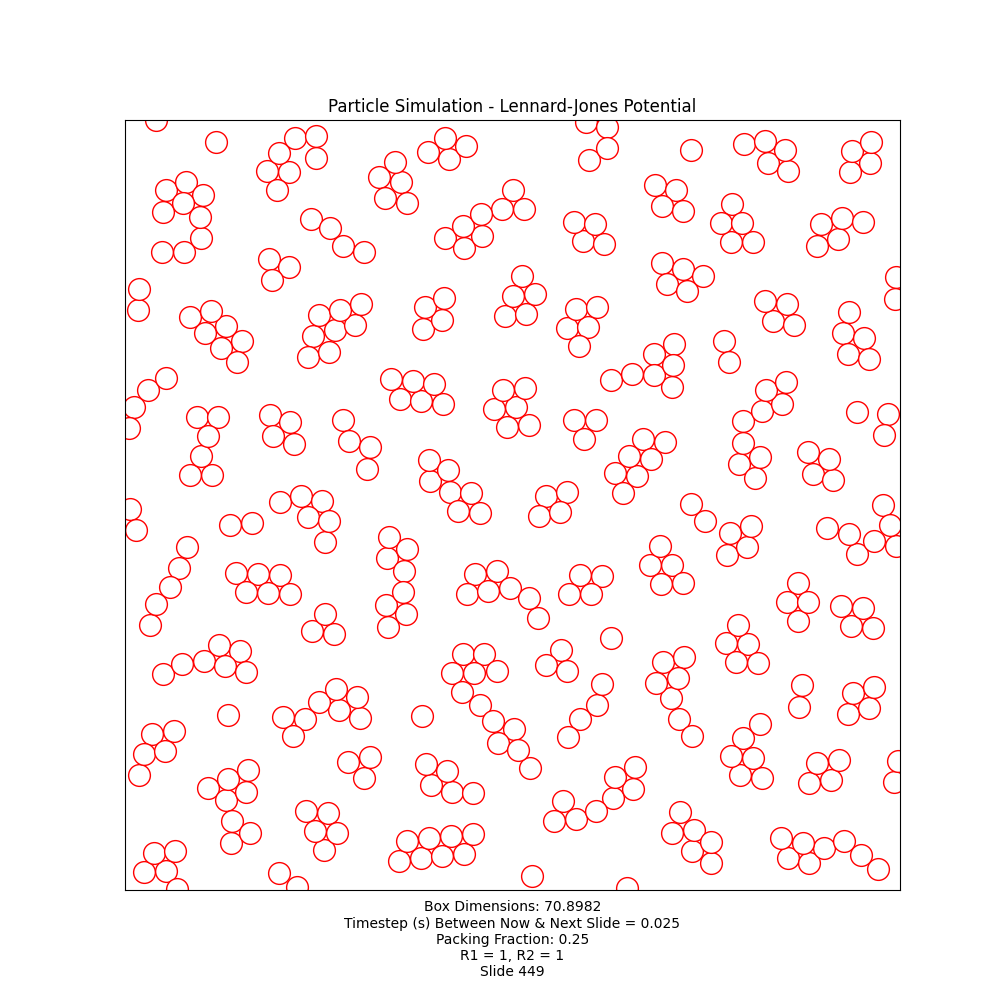 Particle Simulation - Lennard-Jones Potential
Box Dimensions: 70.8982
Timestep (s) Between Now & Next Slide = 0.025
Packing Fraction: 0.25
R1 = 1, R2 = 1
Slide 449